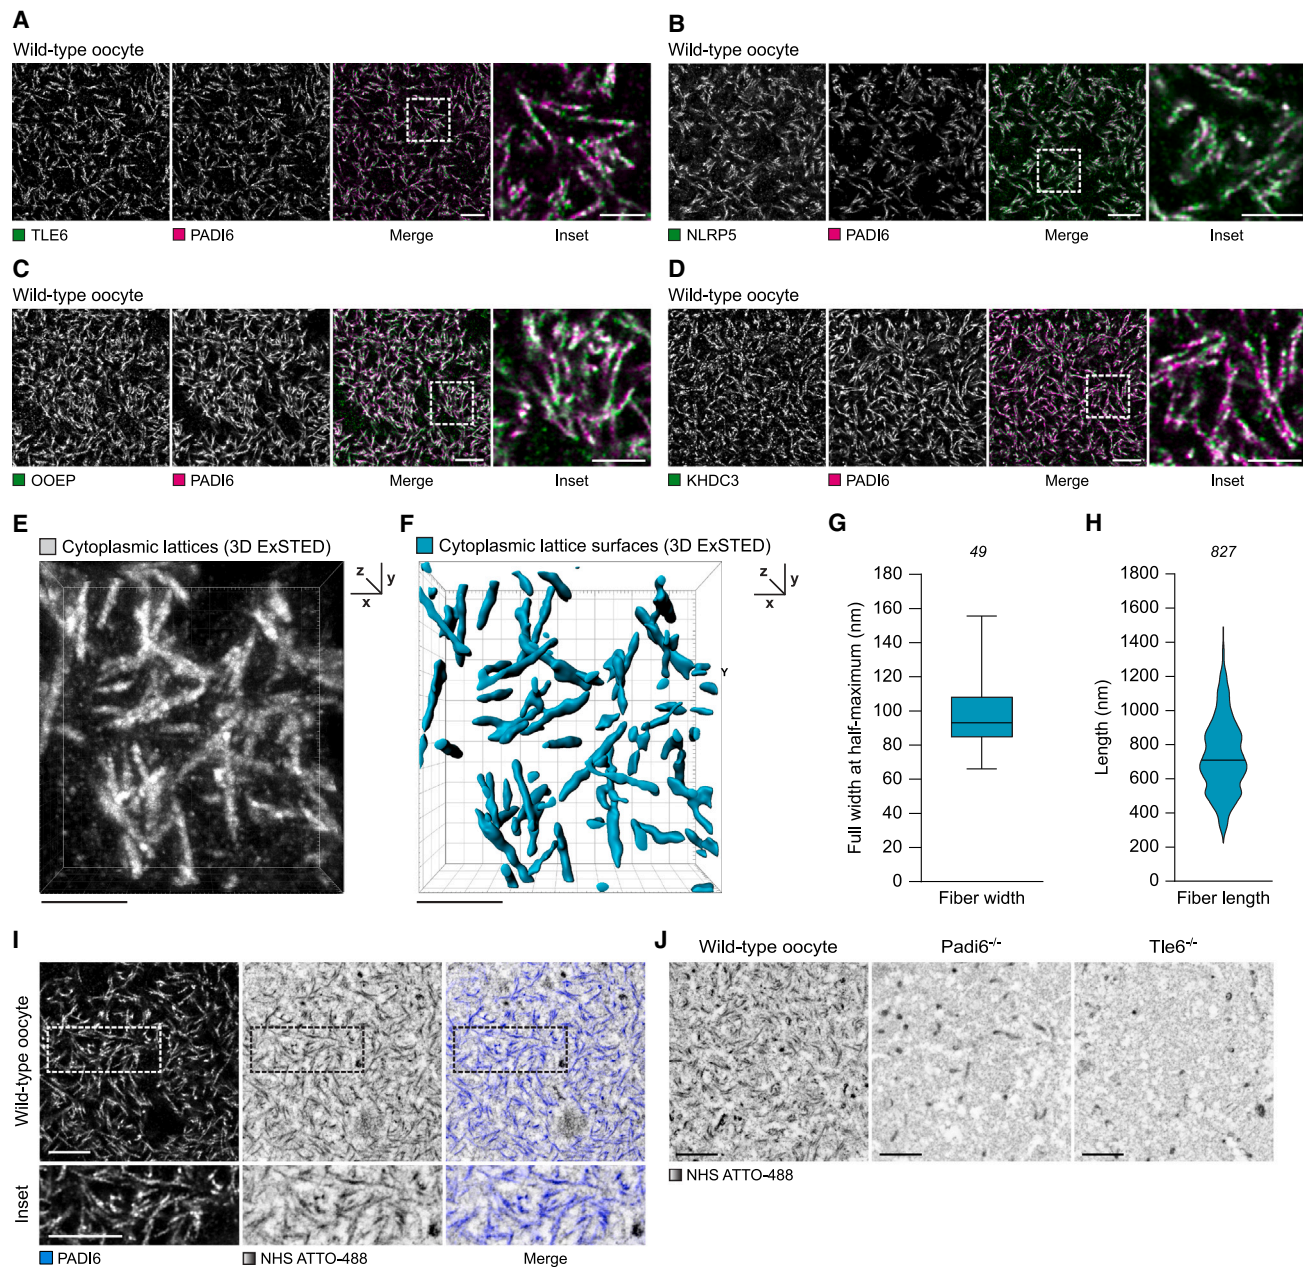 A
Wild-type oocyte
TLE6
PADI6
Merge
Inset
B
Wild-type oocyte
NLRP5
PADI6
Merge
Inset
C
Wild-type oocyte
OOEP
PADI6
Merge
Inset
D
Wild-type oocyte
KHDC3
PADI6
Merge
Inset
E
Cytoplasmic lattices (3D ExSTED)
z
y
x
F
Cytoplasmic lattice surfaces (3D ExSTED)
z
y
x
Y
G
49
Full width at half-maximum (nm)
180
160
140
120
100
80
60
40
20
0
Fiber width
H
827
Length (nm)
1800
1600
1400
1200
1000
800
600
400
200
0
Fiber length
I
Wild-type oocyte
Inset
PADI6
NHS ATTO-488
Merge
J
Wild-type oocyte
Padi6-/-
Tle6-/-
NHS ATTO-488